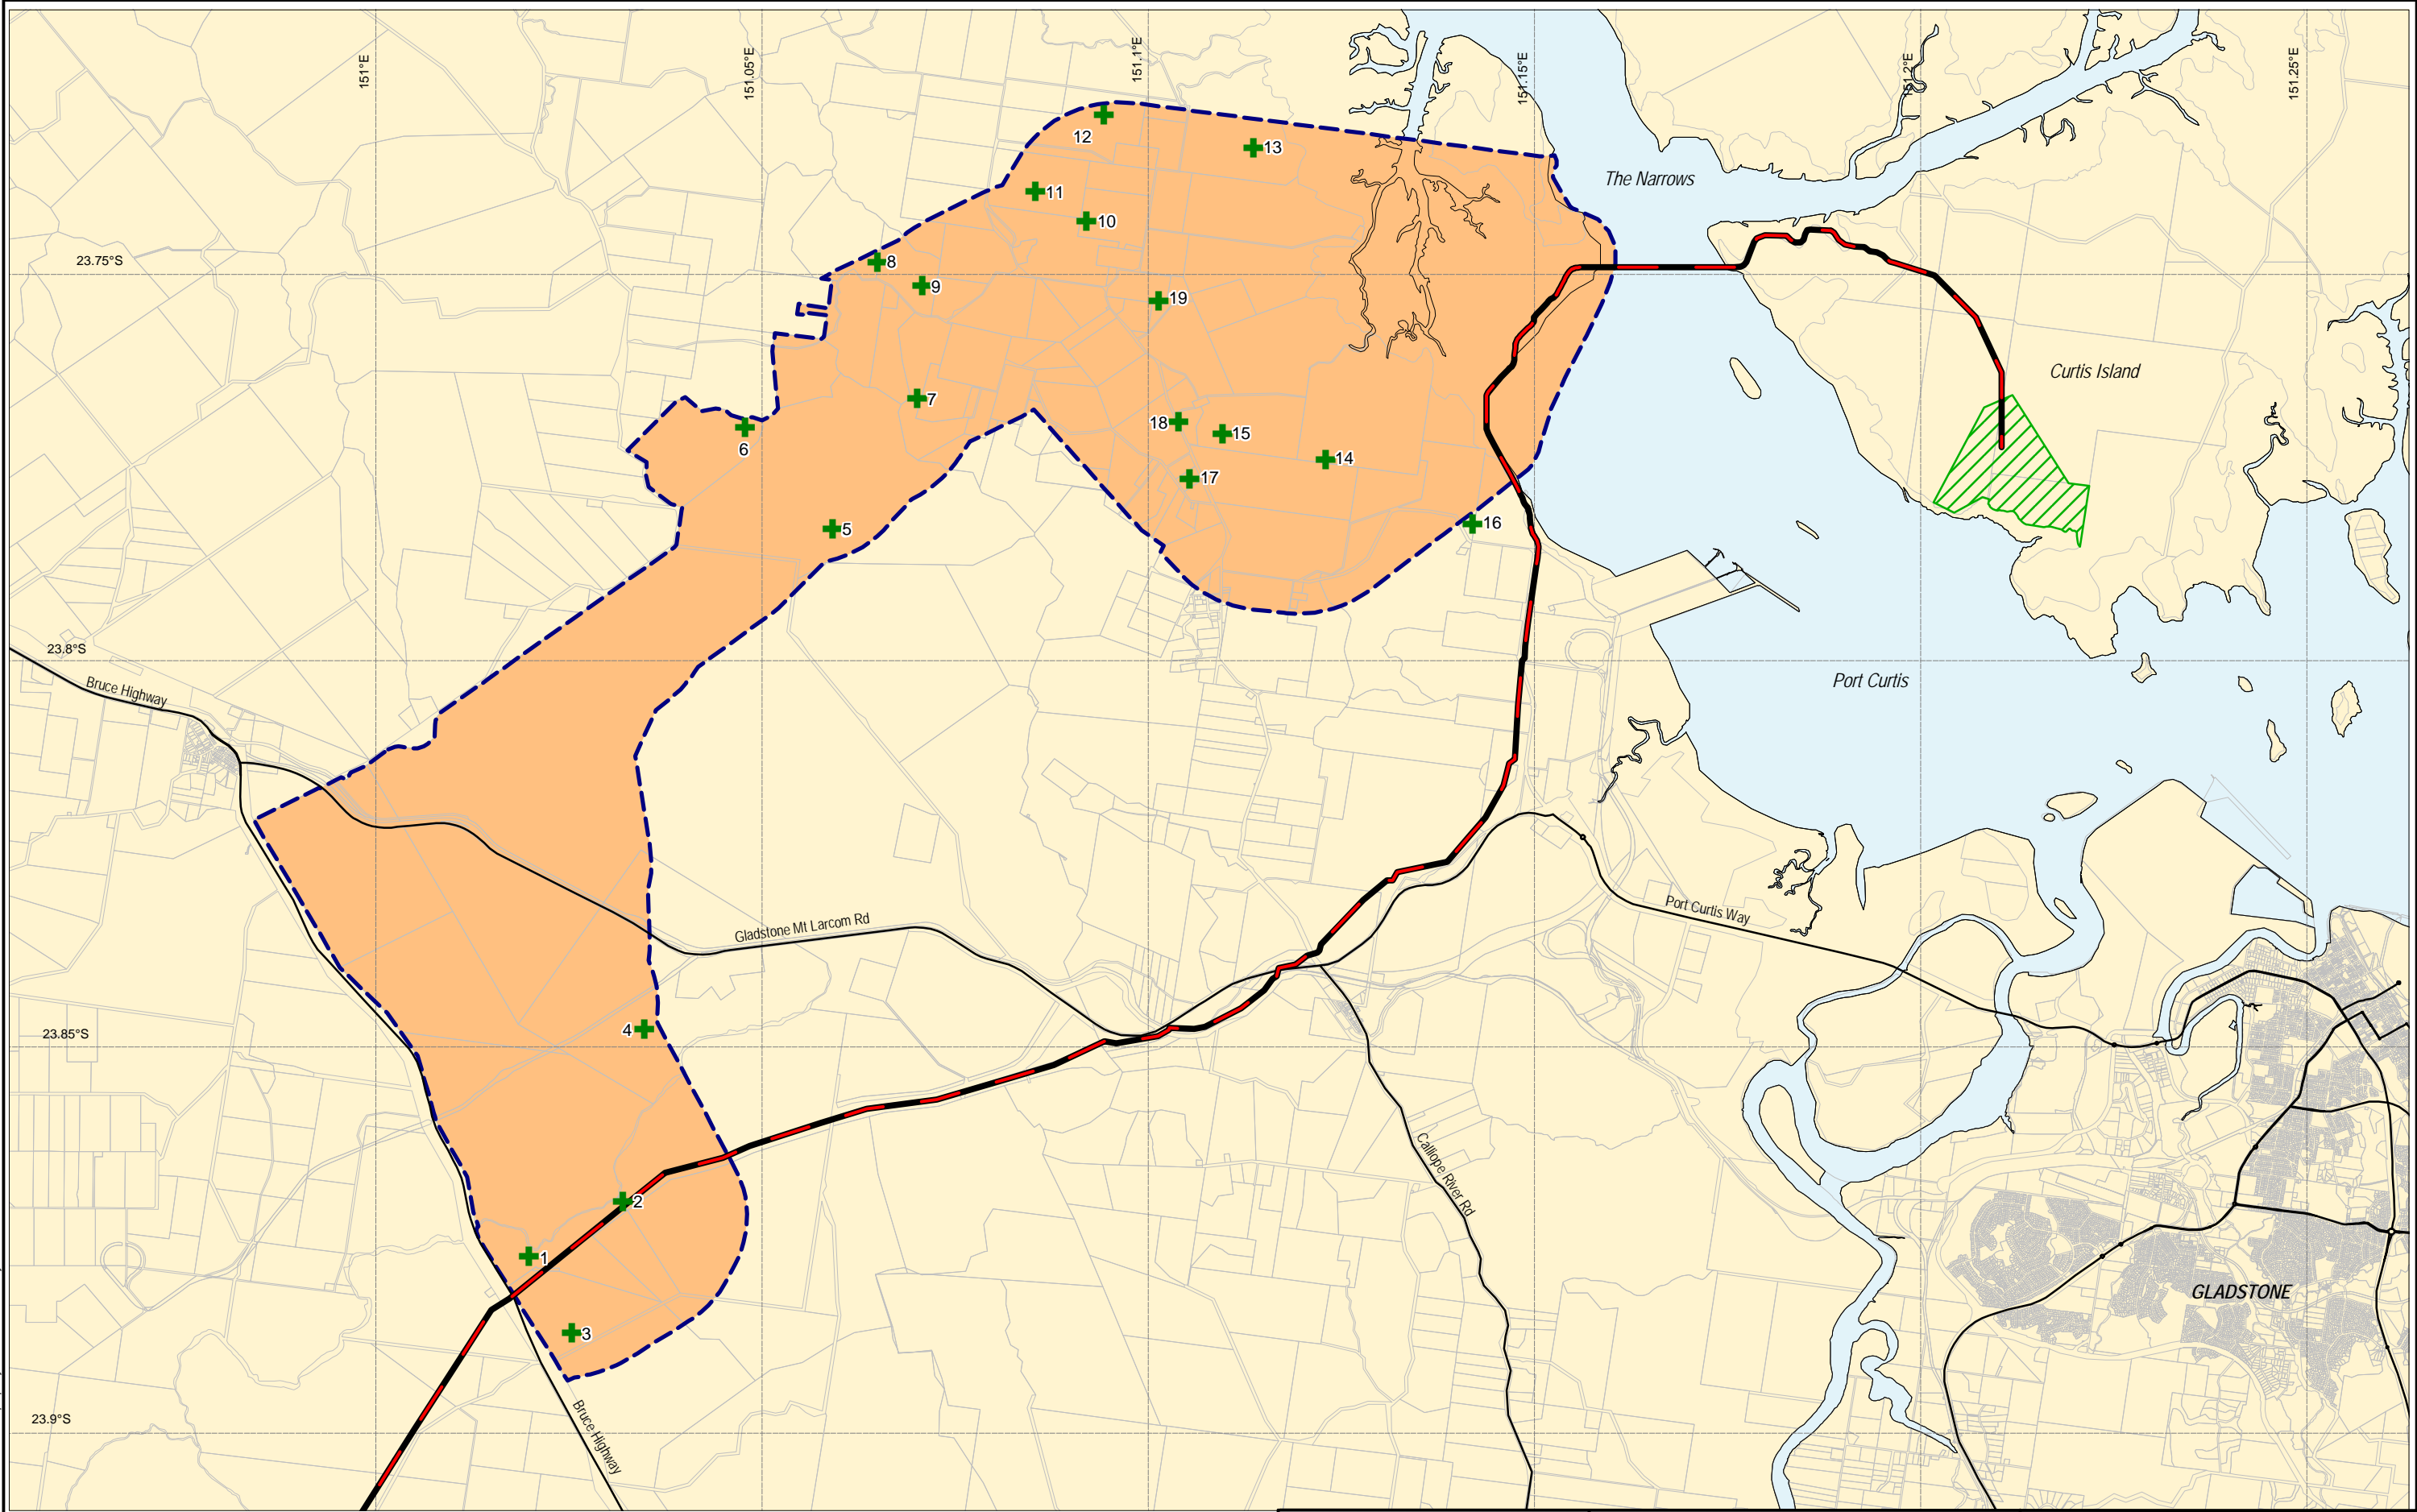 151°E
151.05°E
151.1°E
151.15°E
151.2°E
151.25°E
12
13
The Narrows
11
10
23.75°S
8
9
19
Curtis Island
7
18
15
6
14
17
16
5
23.8°S
Bruce Highway
Port Curtis
Gladstone Mt Larcom Rd
Port Curtis Way
4
23.85°S
Calliope River Rd
2
1
GLADSTONE
3
23.9°S
Bruce Highway